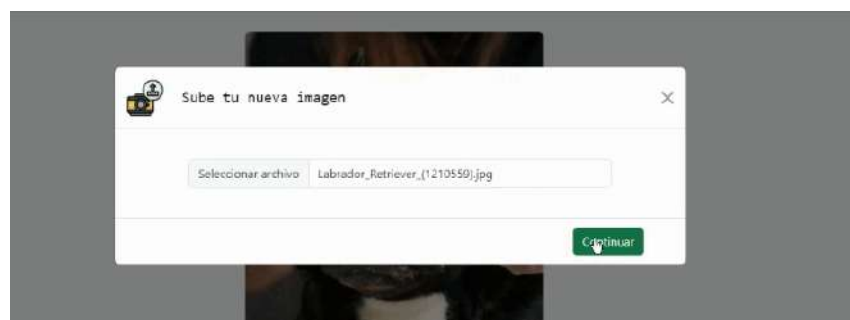 Sube tu nueva imagen
Seleccionar archivo Labrador_Retriever_(1210559).jpg
Continuar